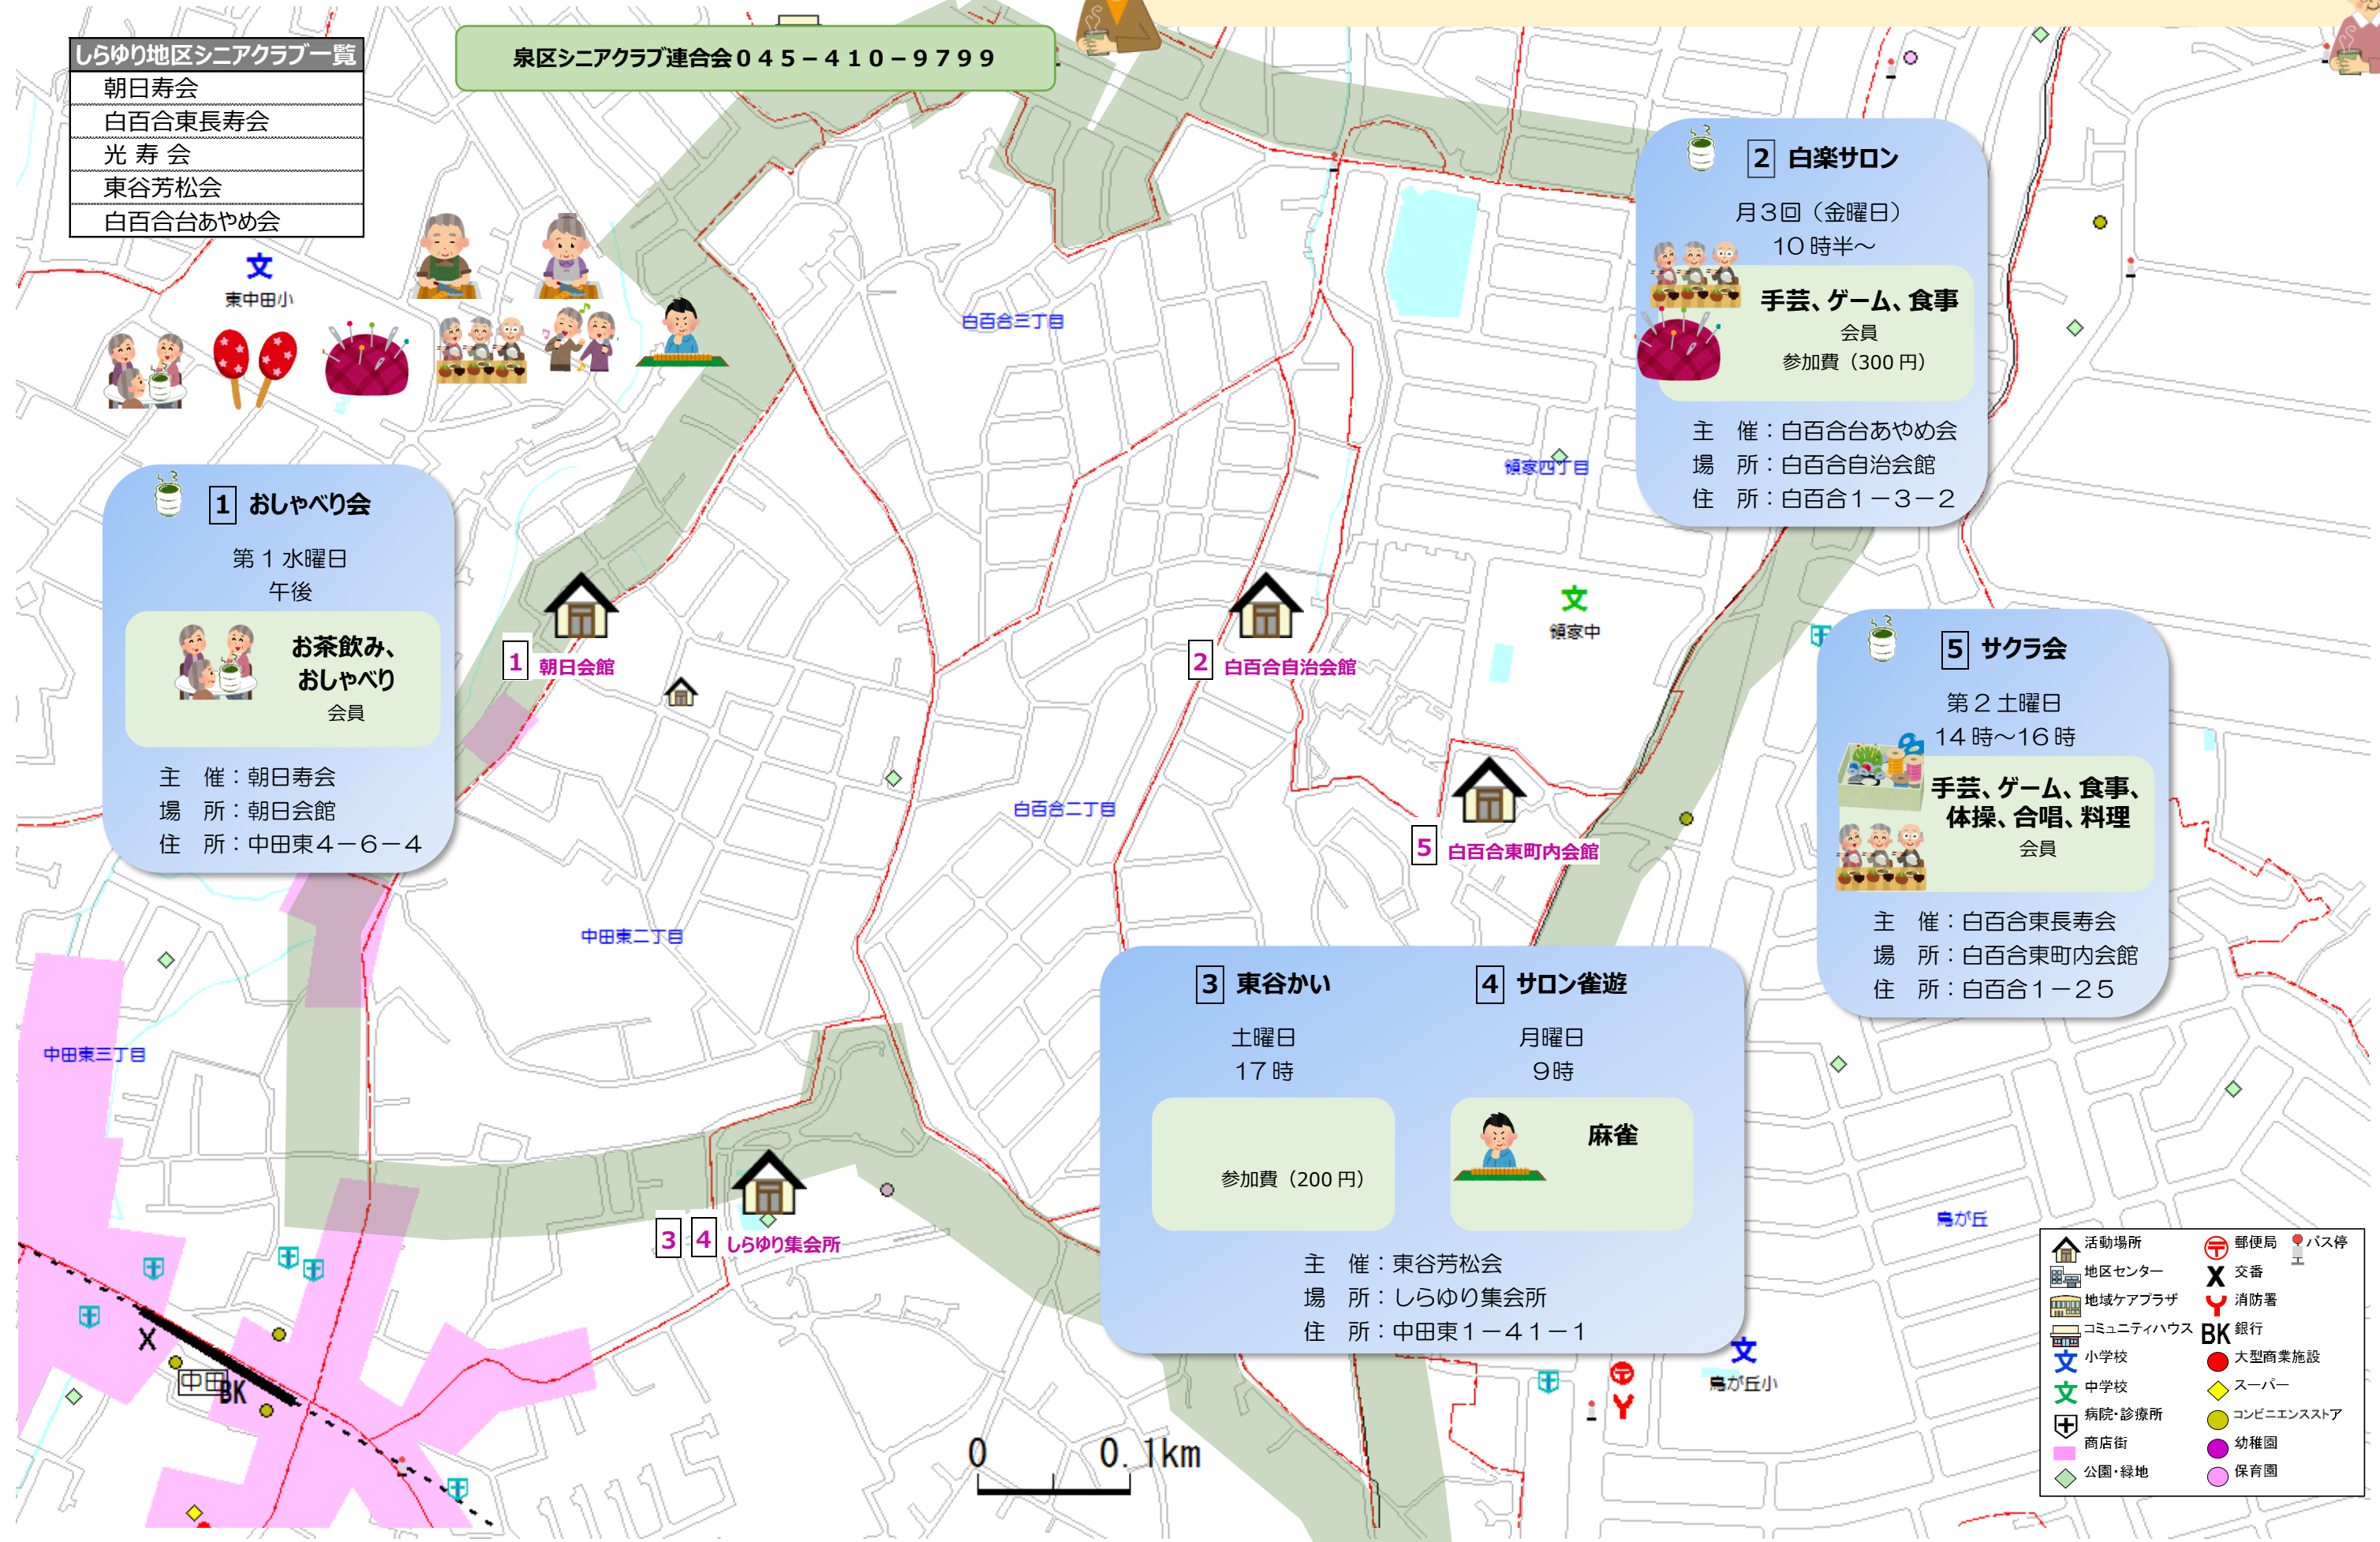 しらゆり地区シニアクラブ一覧
朝日寿会
白百合東長寿会
光 寿 会
東谷芳松会
白百合台あやめ会
泉区シニアクラブ連合会０４５－４１０－９７９９
2 白楽サロン
月３回（金曜日）
10時半～
手芸、ゲーム、食事
会員
参加費（300円）
主　催：白百合台あやめ会
場　所：白百合自治会館
住　所：白百合１－３－２
文
東中田小
白百合三丁目
領家四丁目
1 おしゃべり会
第１水曜日
午後
お茶飲み、
おしゃべり
会員
主　催：朝日寿会
場　所：朝日会館
住　所：中田東４－６－４
1 朝日会館
2 白百合自治会館
文
領家中
5 サクラ会
第２土曜日
14時～16時
手芸、ゲーム、食事、
体操、合唱、料理
会員
主　催：白百合東長寿会
場　所：白百合東町内会館
住　所：白百合１－２５
白百合二丁目
5 白百合東町内会館
中田東二丁目
中田東三丁目
3 東谷かい
土曜日
17時
参加費（200円）
4 サロン雀遊
月曜日
９時
麻雀
主　催：東谷芳松会
場　所：しらゆり集会所
住　所：中田東１－４１－１
3 4 しらゆり集会所
中田
BK
X
0 0.1km
文
鳥が丘小
鳥が丘
活動場所
地区センター
地域ケアプラザ
コミュニティハウス
文 小学校
文 中学校
病院・診療所
商店街
公園・緑地
郵便局
バス停
X 交番
消防署
BK 銀行
大型商業施設
スーパー
コンビニエンスストア
幼稚園
保育園